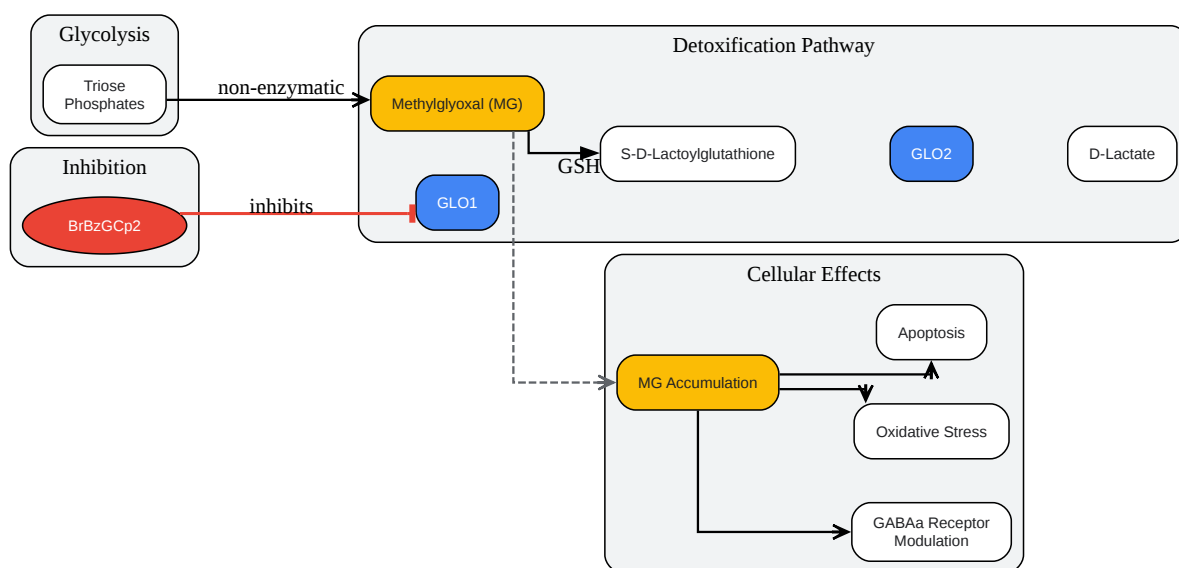 Glycolysis
Triose
Phosphates
non-enzymatic
Detoxification Pathway
Methylglyoxal (MG)
GSH
S-D-Lactoylglutathione
GLO2
D-Lactate
Inhibition
BrBzGCp2
inhibits
GLO1
Cellular Effects
Apoptosis
MG Accumulation
Oxidative Stress
GABAa Receptor
Modulation